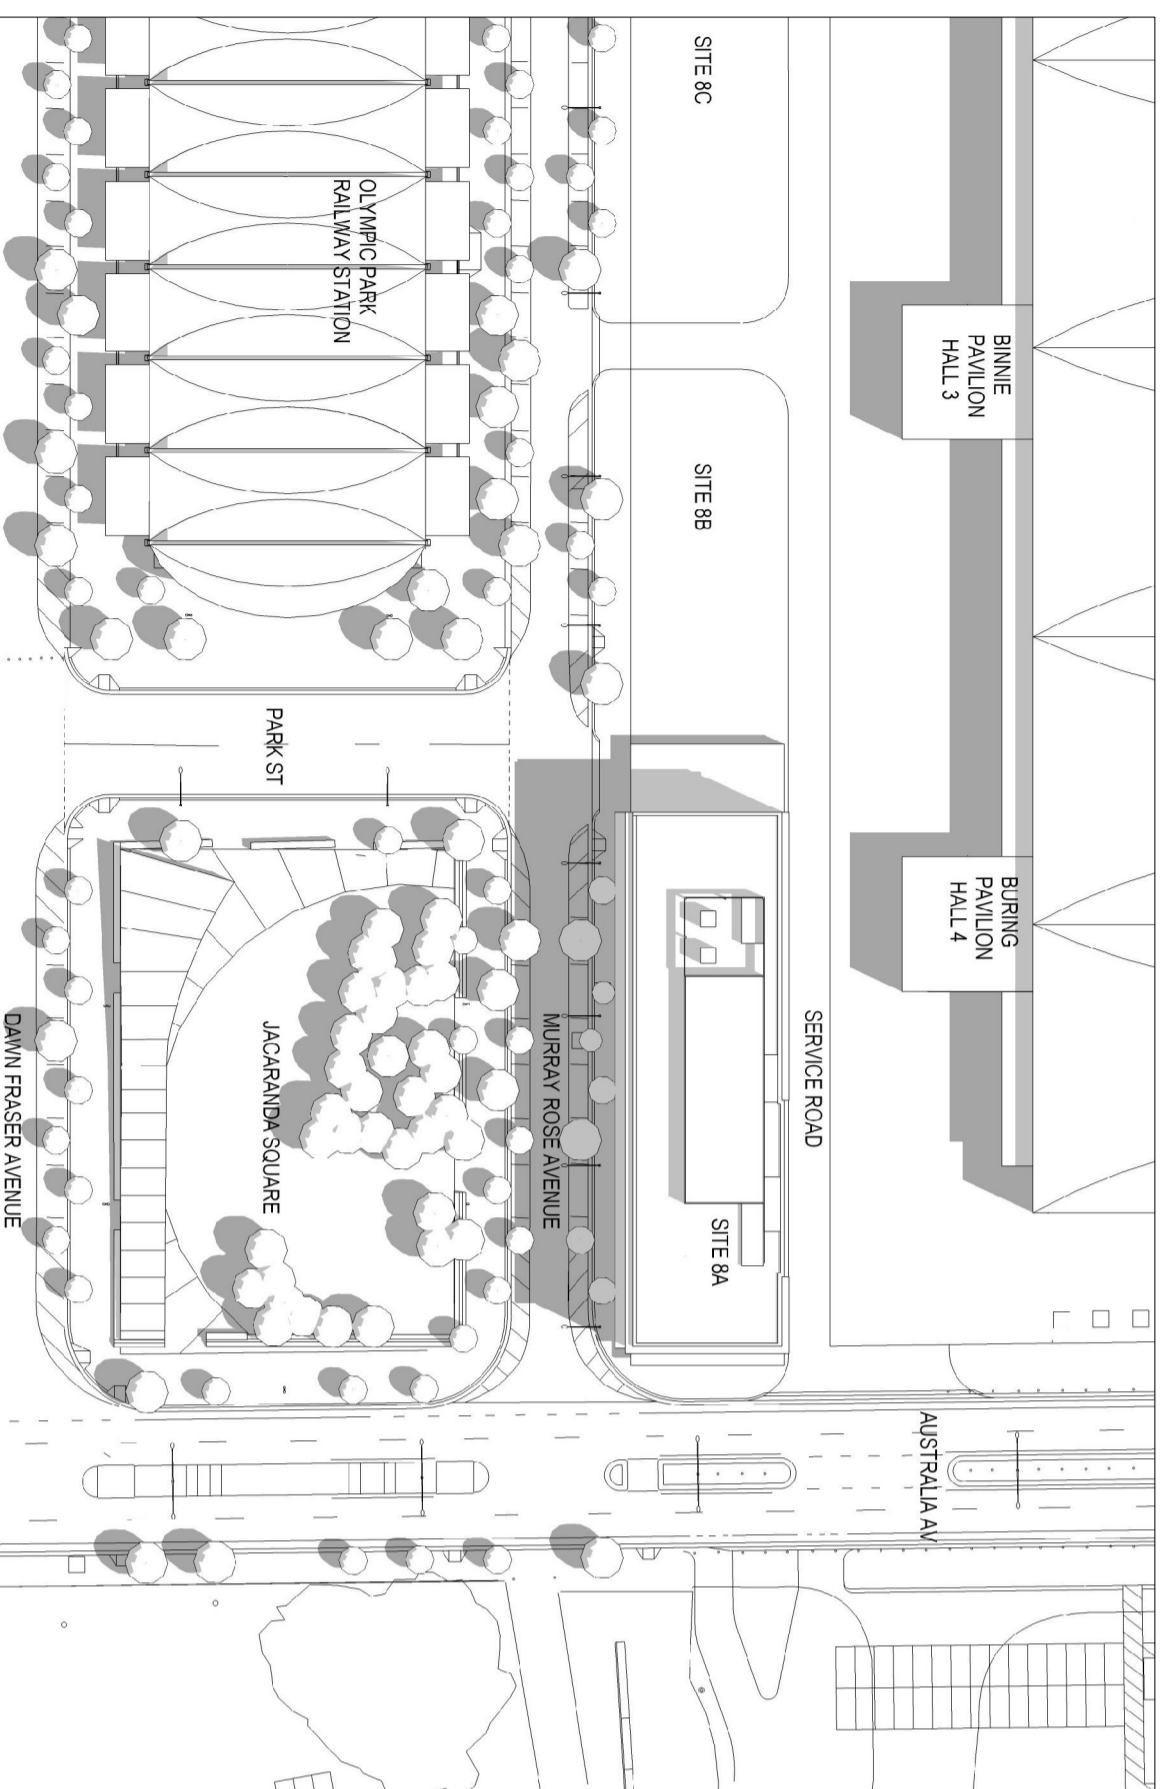 SITE 8C
OLYMPIC PARK
RAILWAY STATION
BINNIE
PAVILION
HALL 3
SITE 8B
PARK ST
BURING
PAVILION
HALL 4
SERVICE ROAD
MURRAY ROSE AVENUE
JACARANDA SQUARE
DAWN FRASER AVENUE
SITE 8A
AUSTRALIA AV